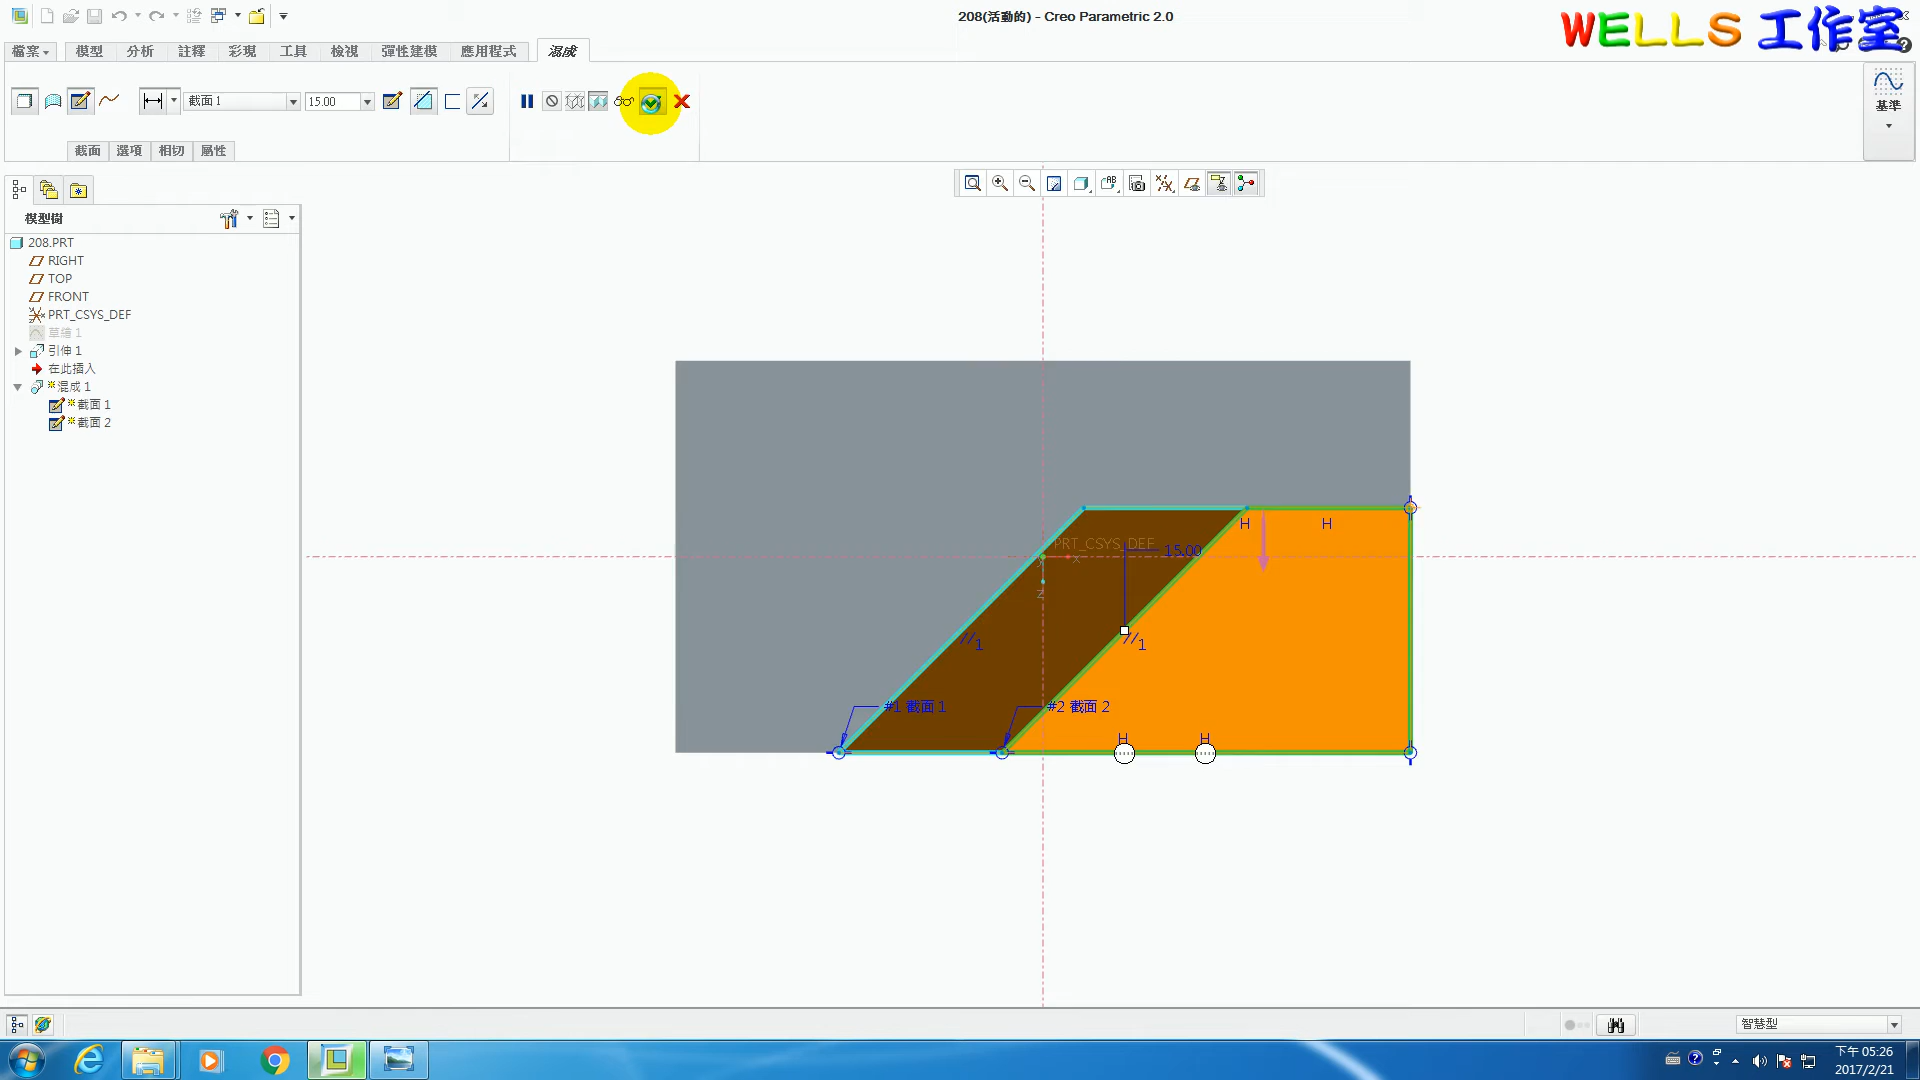 208(活動的) - Creo Parametric 2.0
WELLS 工作室
檔案 模型 分析 註釋 彩現 工具 檢視 彈性建模 應用程式 混成
截面 1 15.00
基準
截面 選項 相切 屬性
模型樹
208.PRT
RIGHT
TOP
FRONT
PRT_CSYS_DEF
草繪 1
引伸 1
在此插入
混成 1
截面 1
截面 2
H H
PRT_CSYS_DEF
15.00
X
Z
//1 //1
#1 截面 1 #2 截面 2
H H
智慧型
下午 05:26
2017/2/21